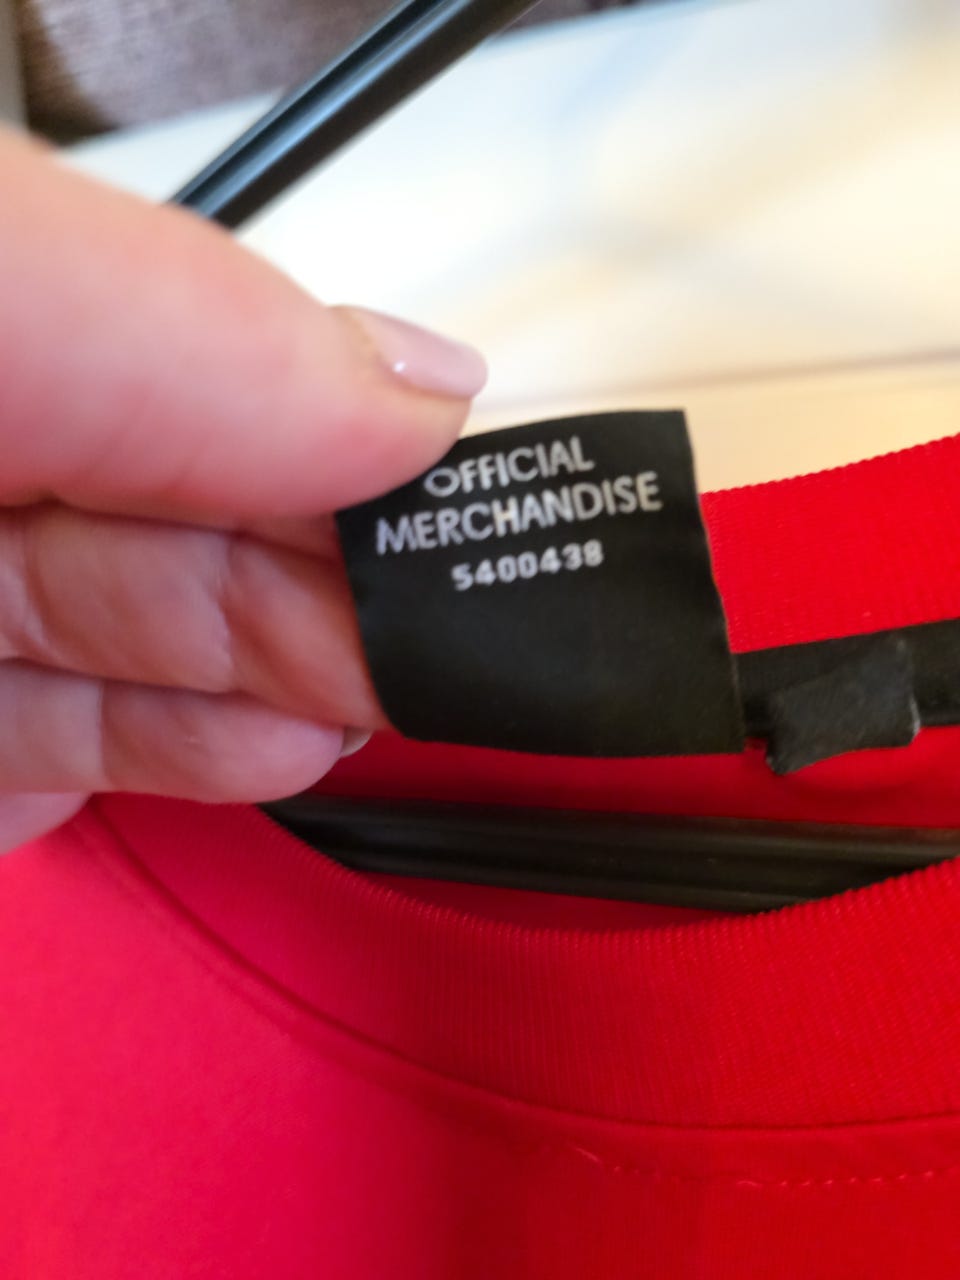 OFFICIAL
MERCHANDISE
5400438